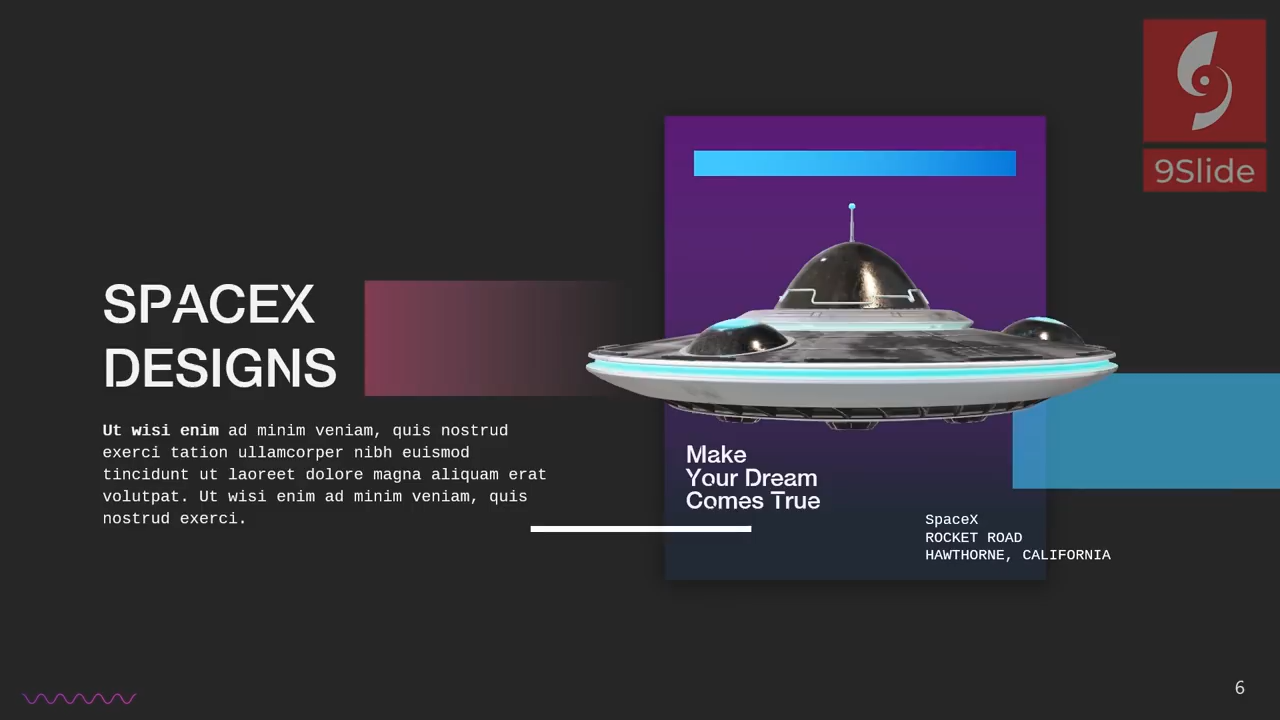 9Slide
SPACEX
DESIGNS
Ut wisi enim ad minim veniam, quis nostrud
exerci tation ullamcorper nibh euismod
tincidunt ut laoreet dolore magna aliquam erat
volutpat. Ut wisi enim ad minim veniam, quis
nostrud exerci.
Make
Your Dream
Comes True
SpaceX
ROCKET ROAD
HAWTHORNE, CALIFORNIA
6